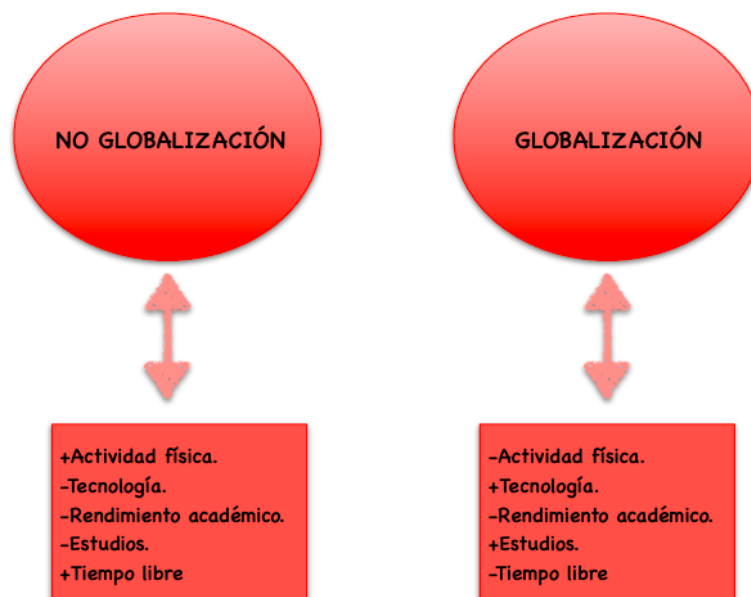 NO GLOBALIZACIÓN
+Actividad física.
-Tecnología.
-Rendimiento académico.
-Estudios.
+Tiempo libre
GLOBALIZACIÓN
-Actividad física.
+Tecnología.
-Rendimiento académico.
+Estudios.
-Tiempo libre